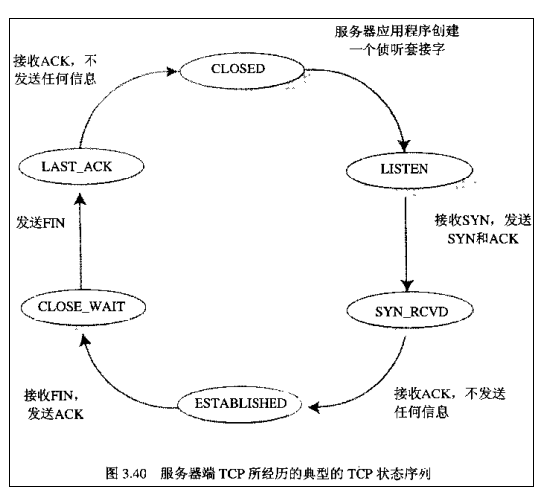 服务器应用程序创建
一个侦听套接字
接收ACK，不
发送任何信息
CLOSED
LAST_ACK
LISTEN
发送FIN
接收SYN，发送
SYN和ACK
CLOSE_WAIT
SYN_RCVD
接收FIN，
发送ACK
ESTABLISHED
接收ACK，不发送
任何信息
图 3.40 服务器端 TCP 所经历的典型的 TCP 状态序列